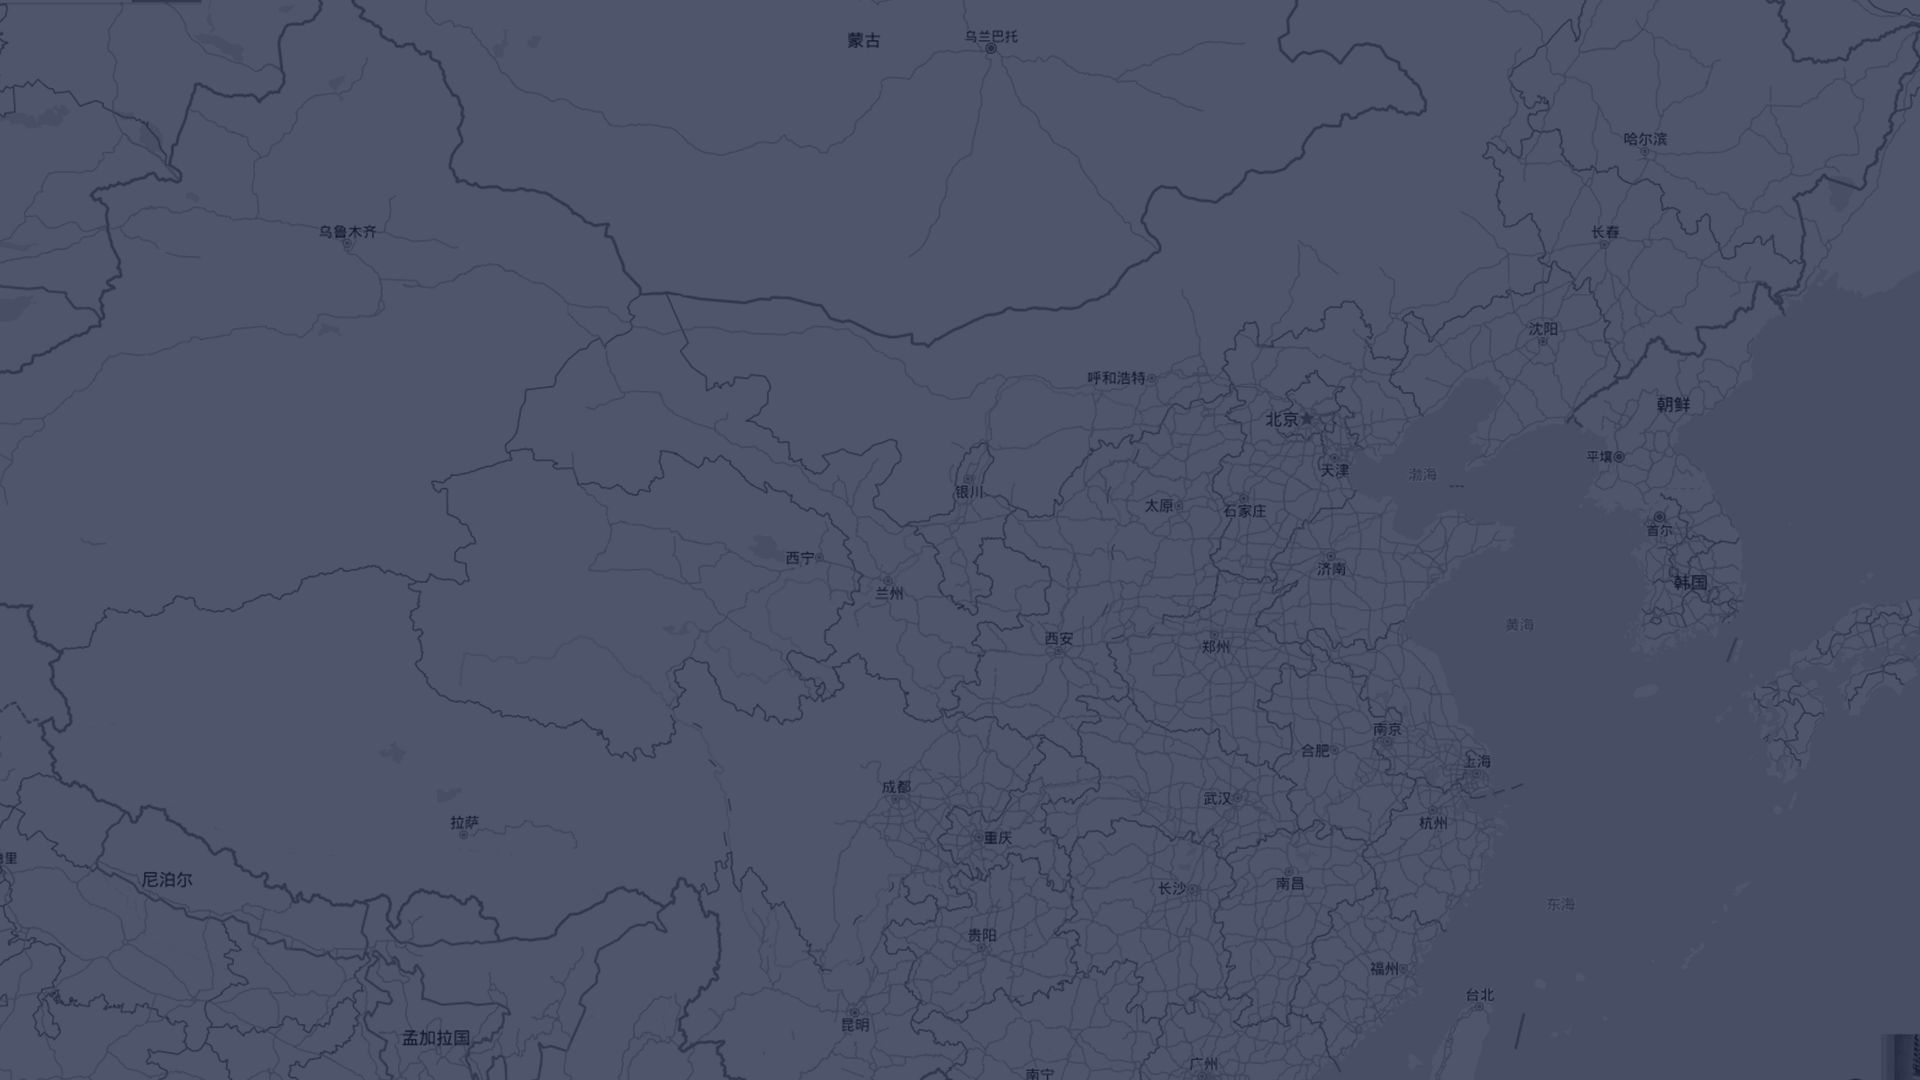 蒙古
乌兰巴托
哈尔滨
乌鲁木齐
长春
沈阳
呼和浩特
朝鲜
北京
平壤
天津
渤海
银川
太原
石家庄
首尔
西宁
济南
韩国
兰州
黄海
西安
郑州
南京
合肥
上海
成都
武汉
拉萨
杭州
重庆
里
尼泊尔
长沙
南昌
东海
贵阳
福州
台北
昆明
孟加拉国
广州
南宁